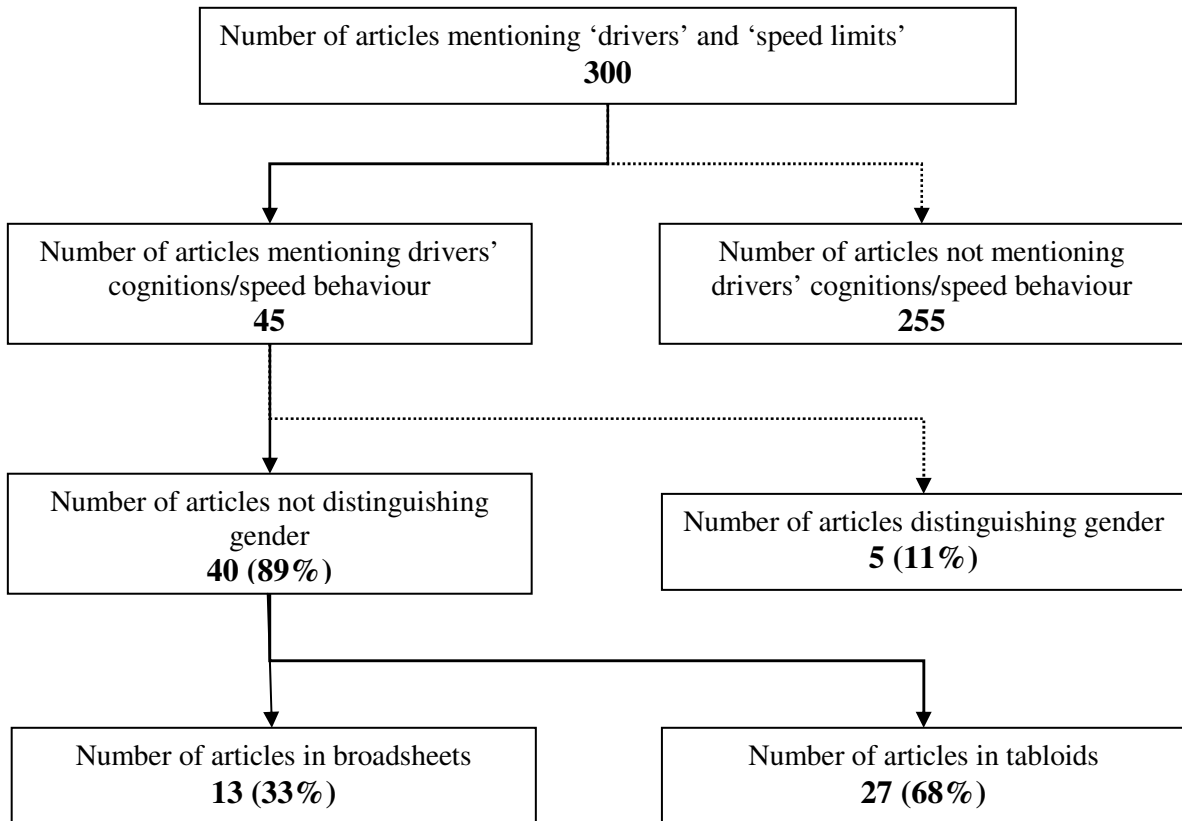 Number of articles mentioning ‘drivers’ and ‘speed limits’
300
Number of articles mentioning drivers’
cognitions/speed behaviour
45
Number of articles not mentioning
drivers’ cognitions/speed behaviour
255
Number of articles not distinguishing
gender
40 (89%)
Number of articles distinguishing gender
5 (11%)
Number of articles in broadsheets
13 (33%)
Number of articles in tabloids
27 (68%)